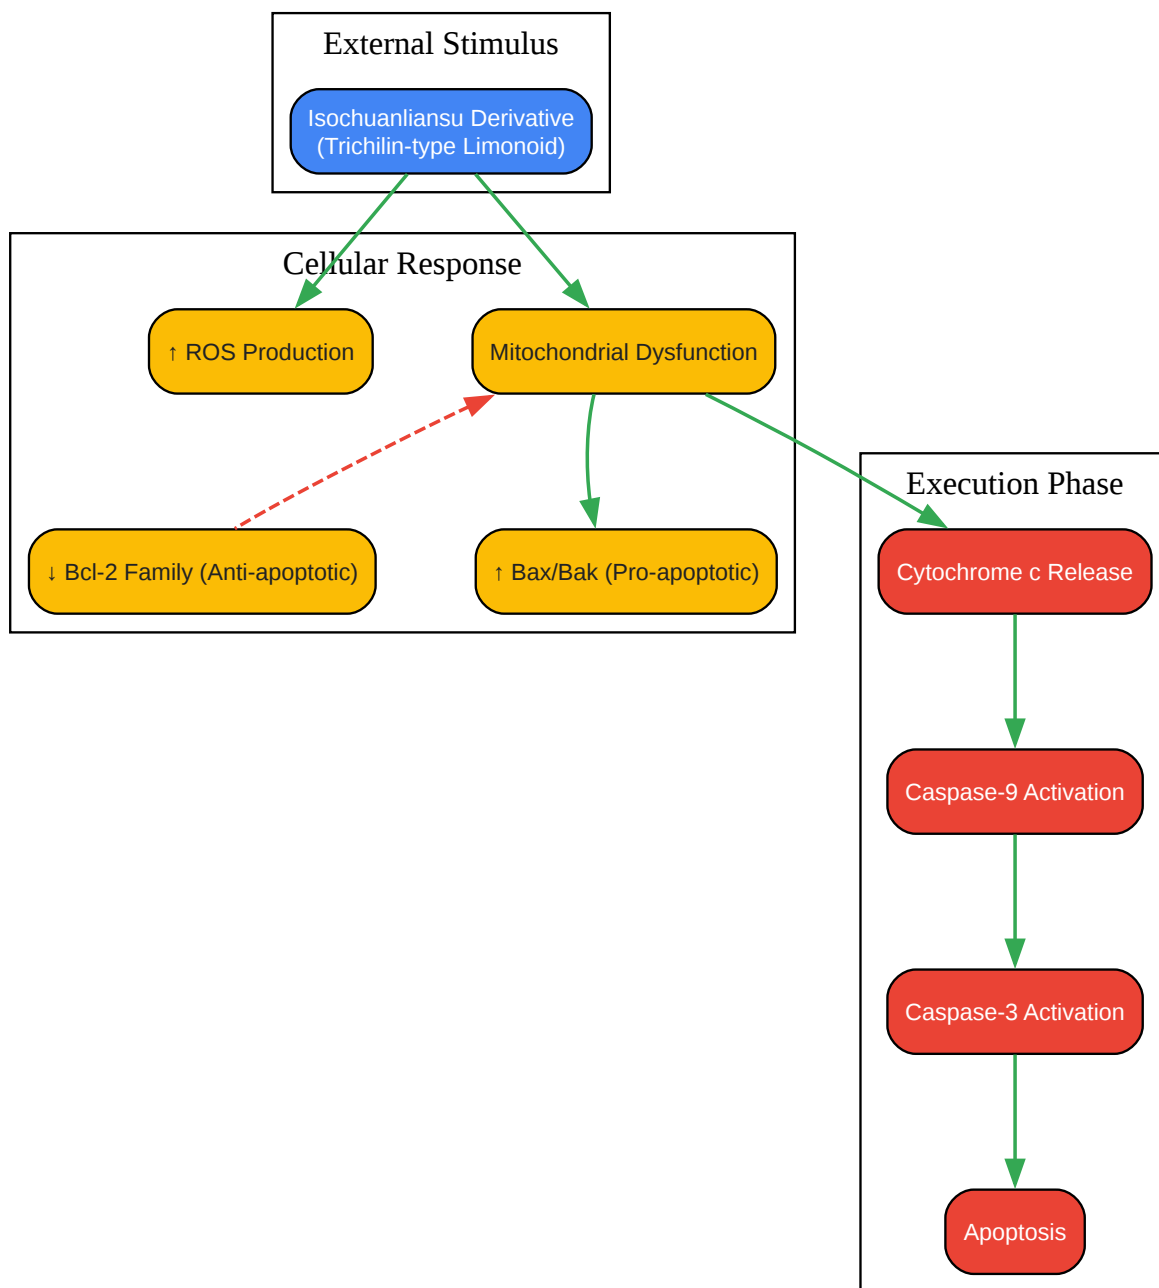 External Stimulus
Isochuanliansu Derivative
(Trichilin-type Limonoid)
Cellular Response
↑ ROS Production
Mitochondrial Dysfunction
Execution Phase
↓ Bcl-2 Family (Anti-apoptotic)
↑ Bax/Bak (Pro-apoptotic)
Cytochrome c Release
Caspase-9 Activation
Caspase-3 Activation
Apoptosis